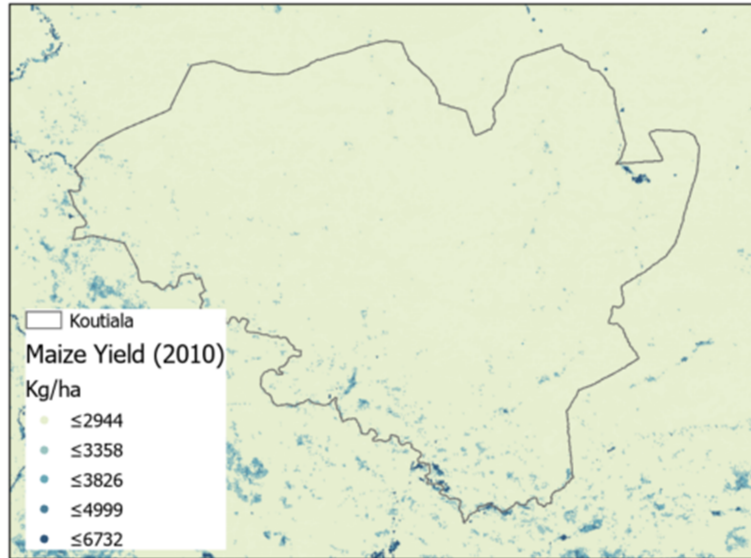 Koutiala
Maize Yield (2010)
Kg/ha
≤2944
≤3358
≤3826
≤4999
≤6732